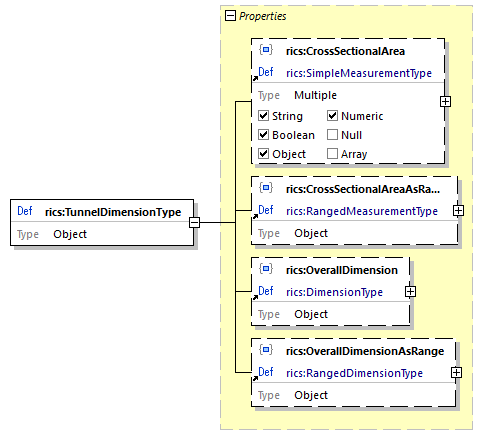 Properties
rics:CrossSectionalArea
Def rics:SimpleMeasurementType
Type Multiple
String Numeric
Boolean Null
Object Array
rics:CrossSectionalAreaAsRa...
Def rics:RangedMeasurementType
Type Object
Def rics:TunnelDimensionType
Type Object
rics:OverallDimension
Def rics:DimensionType
Type Object
rics:OverallDimensionAsRange
Def rics:RangedDimensionType
Type Object